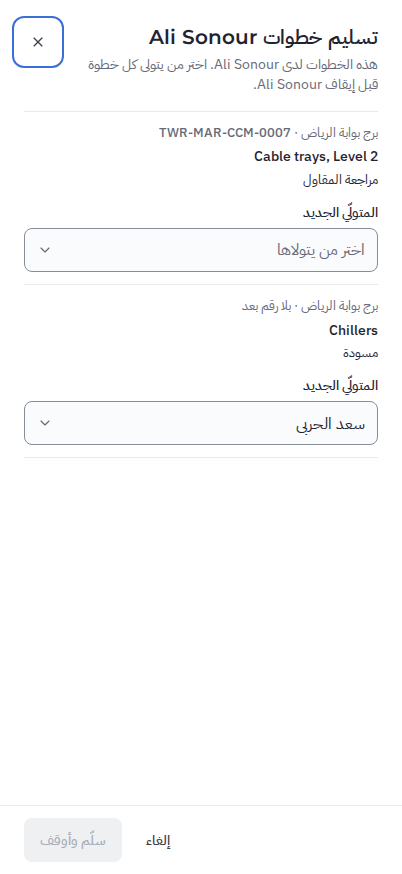 تسليم خطوات Ali Sonour
هذه الخطوات لدى Ali Sonour. اختر من يتولى كل خطوة
قبل إيقاف Ali Sonour.
برج بوابة الرياض · TWR-MAR-CCM-0007
Cable trays, Level 2
مراجعة المقاول
المتولّي الجديد
اختر من يتولاها
برج بوابة الرياض · بلا رقم بعد
Chillers
مسودة
المتولّي الجديد
سعد الحربي
إلغاء
سلّم وأوقف